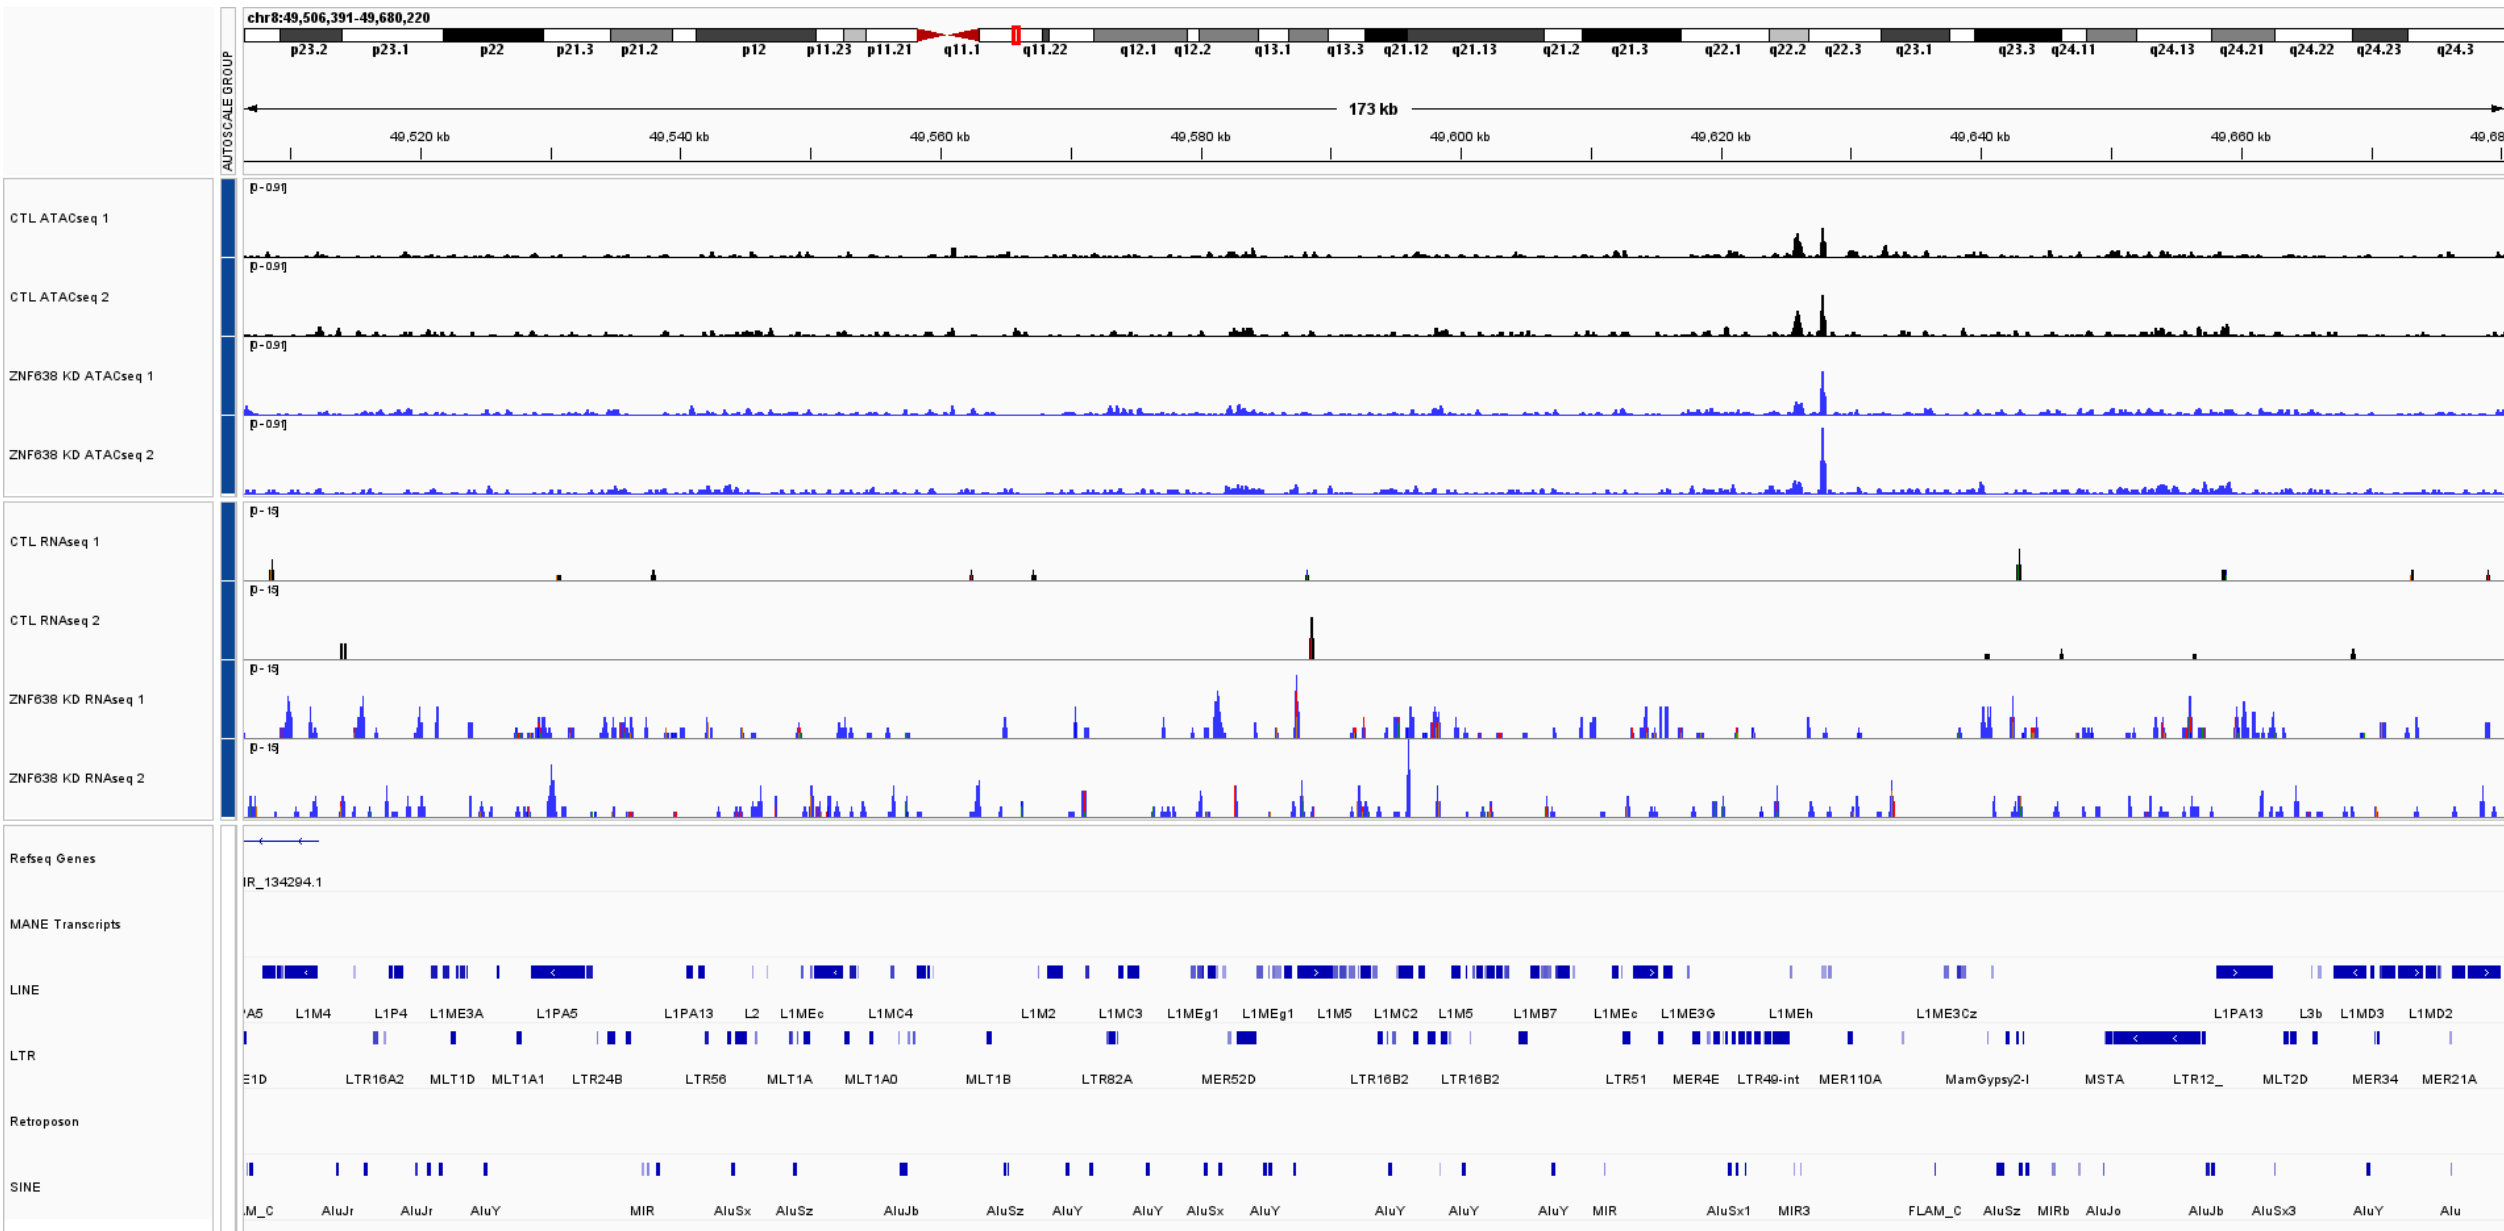 chr8:49,506,391-49,680,220
p23.2 p23.1 p22 p21.3 p21.2 p12 p11.23 p11.21 q11.1 q11.22 q12.1 q12.2 q13.1 q13.3 q21.12 q21.13 q21.2 q21.3 q22.1 q22.2 q22.3 q23.1 q23.3 q24.11 q24.13 q24.21 q24.22 q24.23 q24.3
AUTOSCALE GROUP
173 kb
49,520 kb 49,540 kb 49,560 kb 49,580 kb 49,600 kb 49,620 kb 49,640 kb 49,660 kb 49,68
[0 - 0.91]
CTL ATACseq 1
[0 - 0.91]
CTL ATACseq 2
[0 - 0.91]
ZNF638 KD ATACseq 1
[0 - 0.91]
ZNF638 KD ATACseq 2
[0 - 15]
CTL RNAseq 1
[0 - 15]
CTL RNAseq 2
[0 - 15]
ZNF638 KD RNAseq 1
[0 - 15]
ZNF638 KD RNAseq 2
Refseq Genes
IR_134294.1
MANE Transcripts
LINE
'A5 L1M4 L1P4 L1ME3A L1PA5 L1PA13 L2 L1MEc L1MC4 L1M2 L1MC3 L1MEg1 L1MEg1 L1M5 L1MC2 L1M5 L1MB7 L1MEc L1ME3G L1MEh L1ME3Cz L1PA13 L3b L1MD3 L1MD2
LTR
E1D LTR16A2 MLT1D MLT1A1 LTR24B LTR56 MLT1A MLT1A0 MLT1B LTR82A MER52D LTR16B2 LTR16B2 LTR51 MER4E LTR49-int MER110A MamGypsy2-I MSTA LTR12_ MLT2D MER34 MER21A
Retroposon
SINE
.M_C AluJr AluJr AluY MIR AluSx AluSz AluJb AluSz AluY AluY AluSx AluY AluY AluY AluY MIR AluSx1 MIR3 FLAM_C AluSz MIRb AluJo AluJb AluSx3 AluY Alu